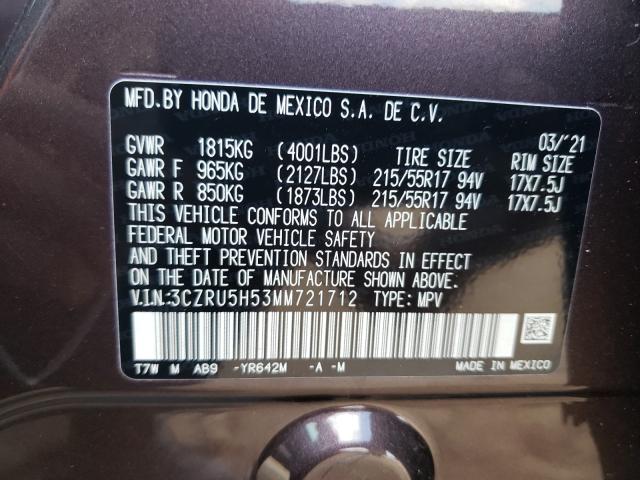 MFD.BY HONDA DE MEXICO S.A. DE C.V.
03/'21
GVWR 1815KG (4001LBS) TIRE SIZE RIM SIZE
GAWR F 965KG (2127LBS) 215/55R17 94V 17X7.5J
GAWR R 850KG (1873LBS) 215/55R17 94V 17X7.5J
THIS VEHICLE CONFORMS TO ALL APPLICABLE
FEDERAL MOTOR VEHICLE SAFETY
AND THEFT PREVENTION STANDARDS IN EFFECT
ON THE DATE OF MANUFACTURE SHOWN ABOVE.
V.I.N.:3CZRU5H53MM721712 TYPE: MPV
T7W M AB9 -YR642M -A -M MADE IN MEXICO